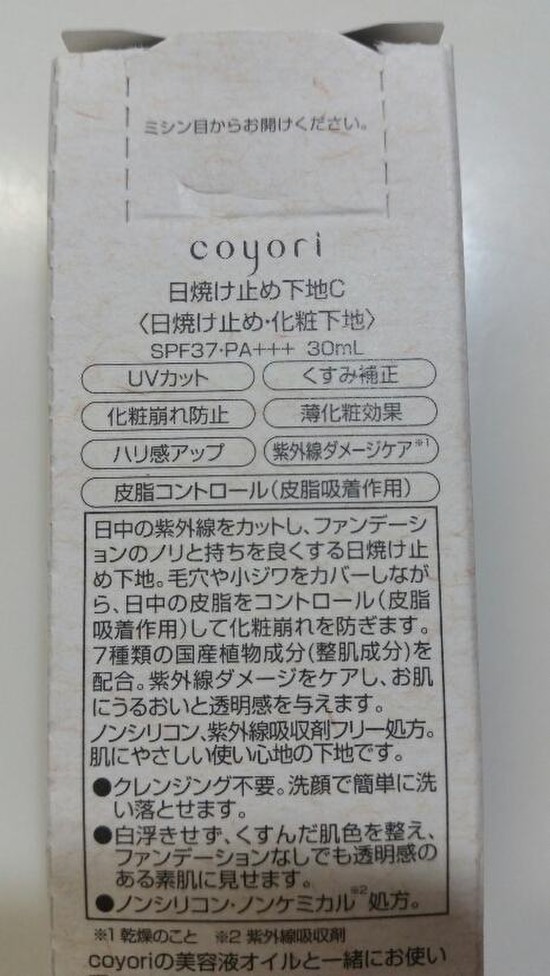 ミシン目からお開けください。
coyori
日焼け止め下地C
〈日焼け止め・化粧下地〉
SPF37・PA+++ 30mL
UVカット くすみ補正
化粧崩れ防止 薄化粧効果
ハリ感アップ 紫外線ダメージケア※1
皮脂コントロール(皮脂吸着作用)
日中の紫外線をカットし、ファンデーシ
ョンのノリと持ちを良くする日焼け止
め下地。毛穴や小ジワをカバーしなが
ら、日中の皮脂をコントロール(皮脂
吸着作用)して化粧崩れを防ぎます。
7種類の国産植物成分(整肌成分)を
配合。紫外線ダメージをケアし、お肌
にうるおいと透明感を与えます。
ノンシリコン、紫外線吸収剤フリー処方。
肌にやさしい使い心地の下地です。
●クレンジング不要。洗顔で簡単に洗
い落とせます。
●白浮きせず、くすんだ肌色を整え、
ファンデーションなしでも透明感の
ある素肌に見せます。
●ノンシリコン・ノンケミカル※2処方。
※1 乾燥のこと ※2 紫外線吸収剤
coyoriの美容液オイルと一緒にお使い